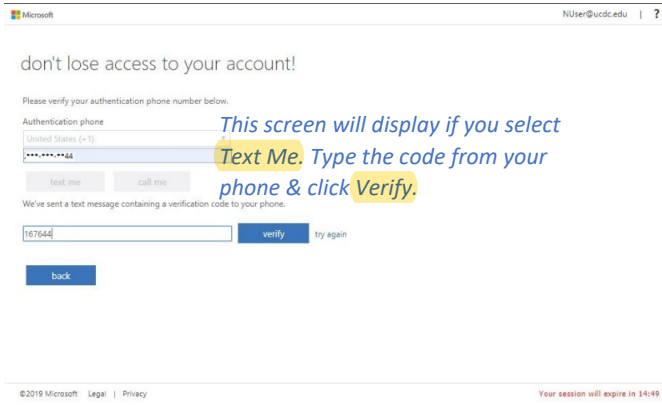 Microsoft
NUser@ucdc.edu | ?
don't lose access to your account!
Please verify your authentication phone number below.
Authentication phone
United States (+1)
***-***-**44
text me call me
This screen will display if you select
Text Me. Type the code from your
phone & click Verify.
We've sent a text message containing a verification code to your phone.
167644
verify try again
back
©2019 Microsoft Legal | Privacy
Your session will expire in 14:49